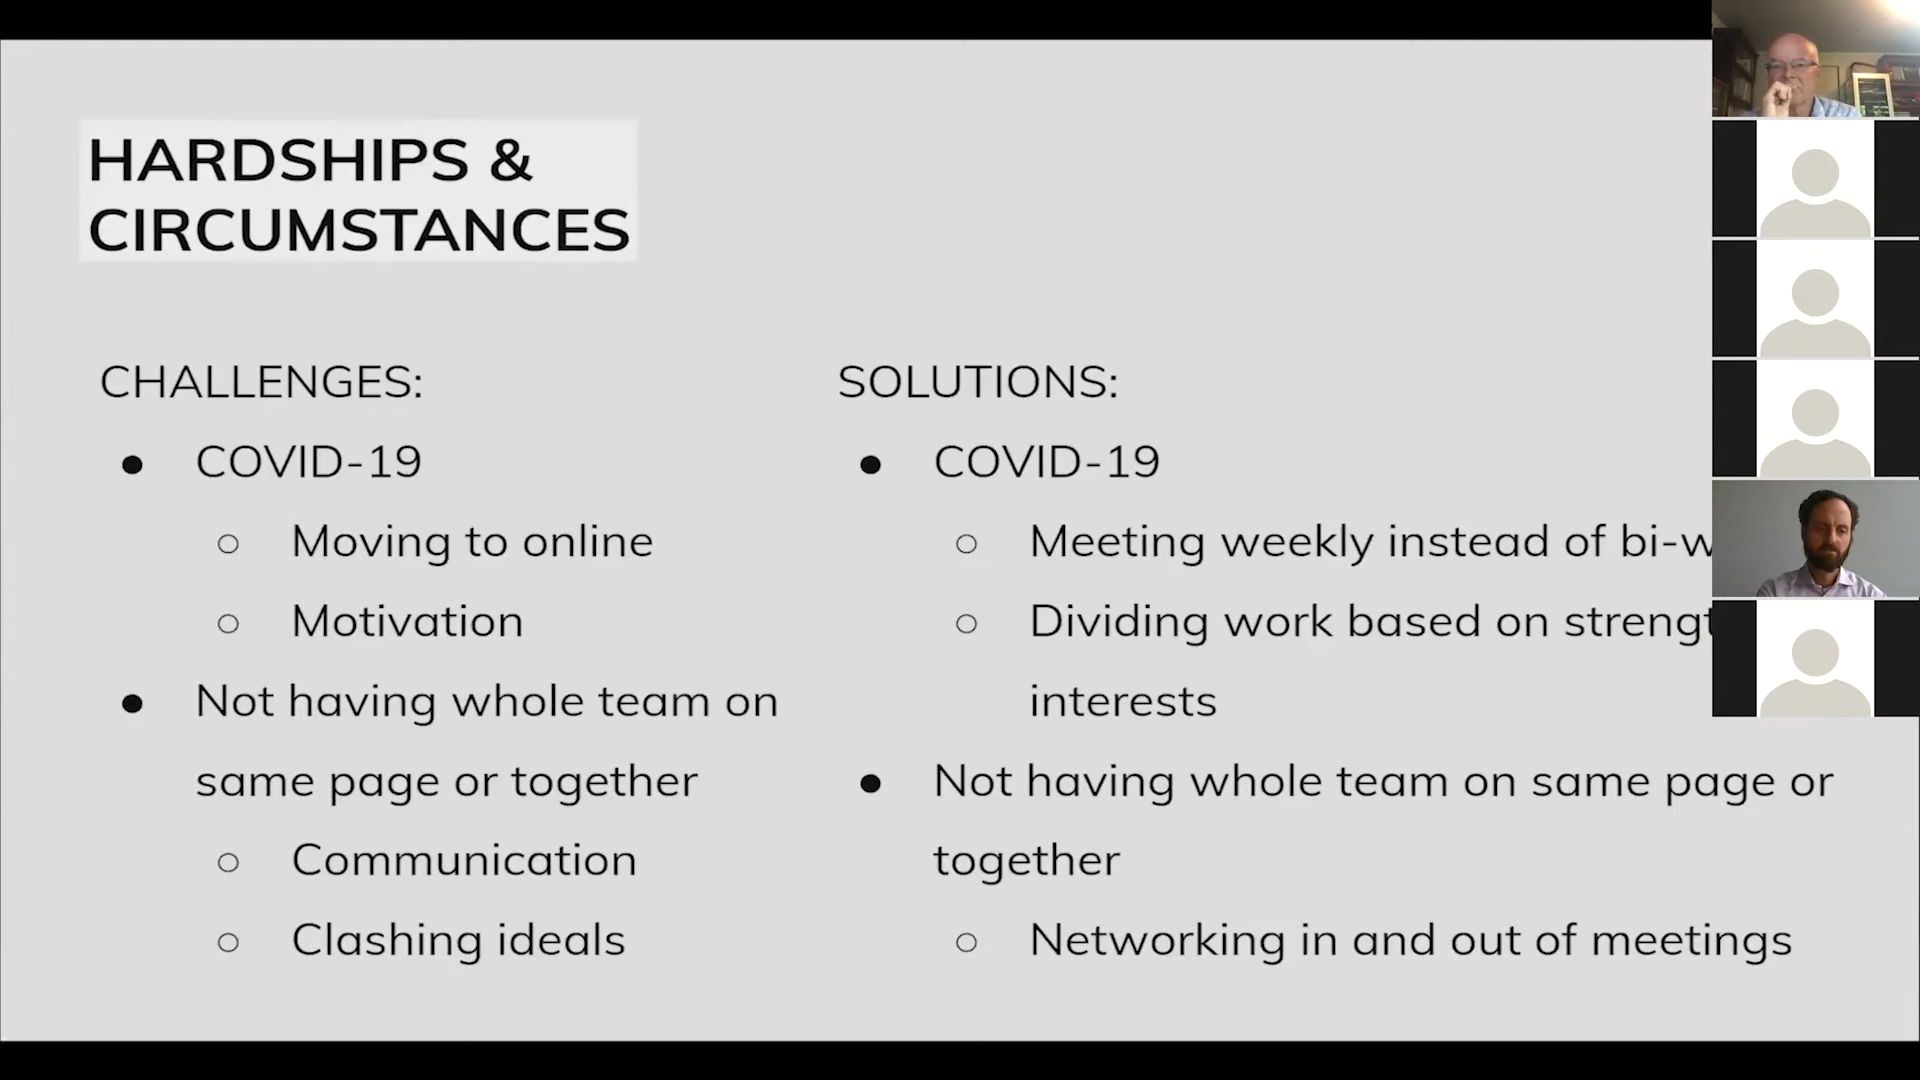 HARDSHIPS &
CIRCUMSTANCES
CHALLENGES:
● COVID-19
○ Moving to online
○ Motivation
● Not having whole team on
same page or together
○ Communication
○ Clashing ideals
SOLUTIONS:
● COVID-19
○ Meeting weekly instead of
○ Dividing work based on
interests
● Not having whole team on same page or
together
○ Networking in and out of meetings